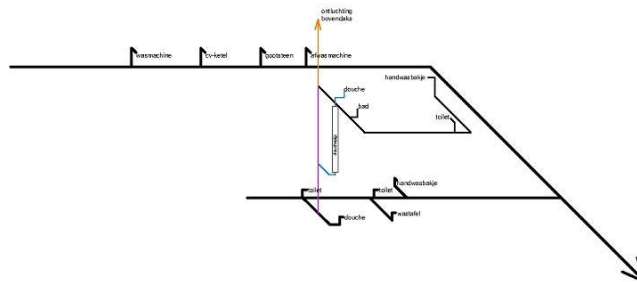 ontluchting
bovendaks
wasmachine
cv-ketel
gootsteen
afwasmachine
handwasbakje
douche
bad
toilet
handwasbakje
toilet
toilet
douche
wastafel